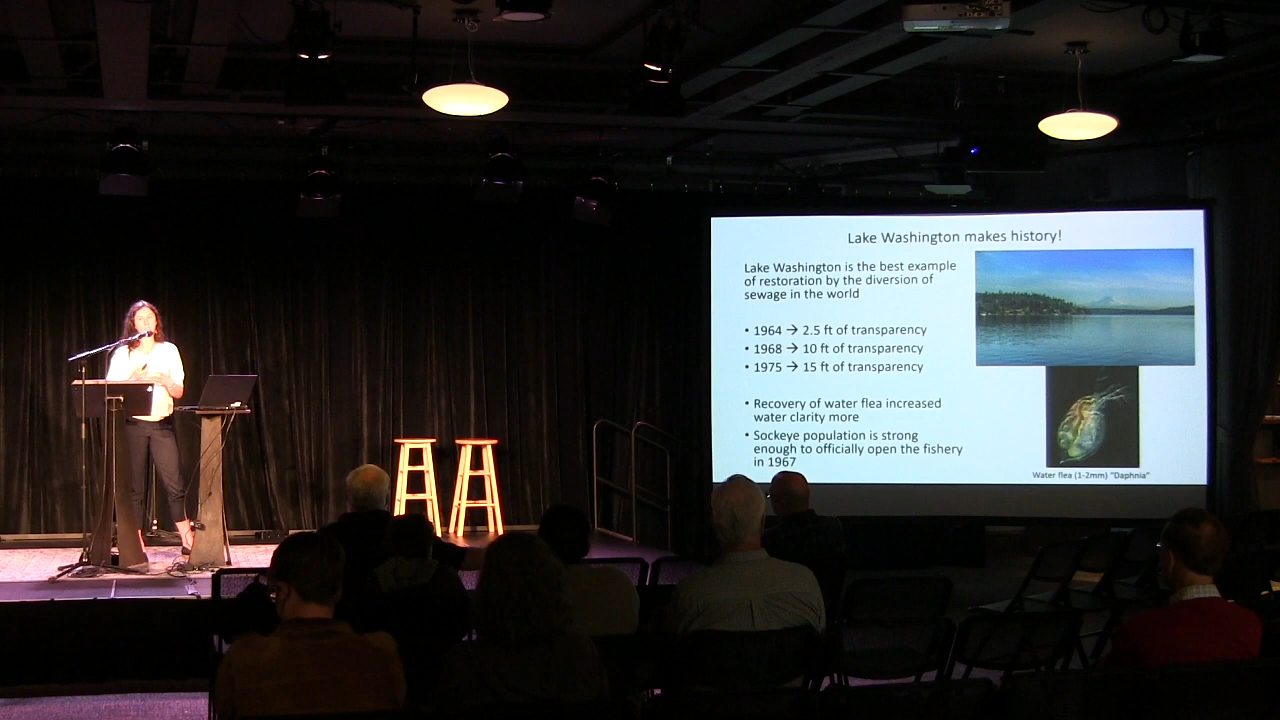 Lake Washington makes history!
Lake Washington is the best example
of restoration by the diversion of
sewage in the world
• 1964 → 2.5 ft of transparency
• 1968 → 10 ft of transparency
• 1975 → 15 ft of transparency
• Recovery of water flea increased
water clarity more
• Sockeye population is strong
enough to officially open the fishery
in 1967
Water flea (1-2mm) "Daphnia"